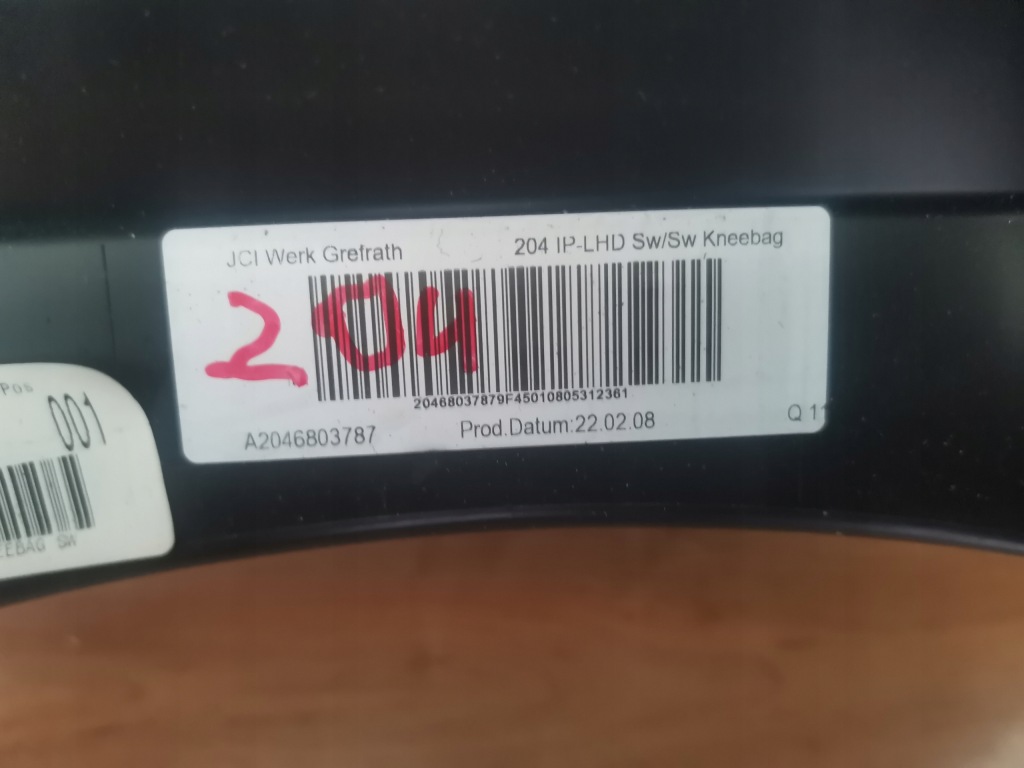 JCI Werk Grefrath 204 IP-LHD Sw/Sw Kneebag
204
20468037879F45010805312361
A2046803787 Prod.Datum:22.02.08 Q 11
Pos
001
EEBAG SW